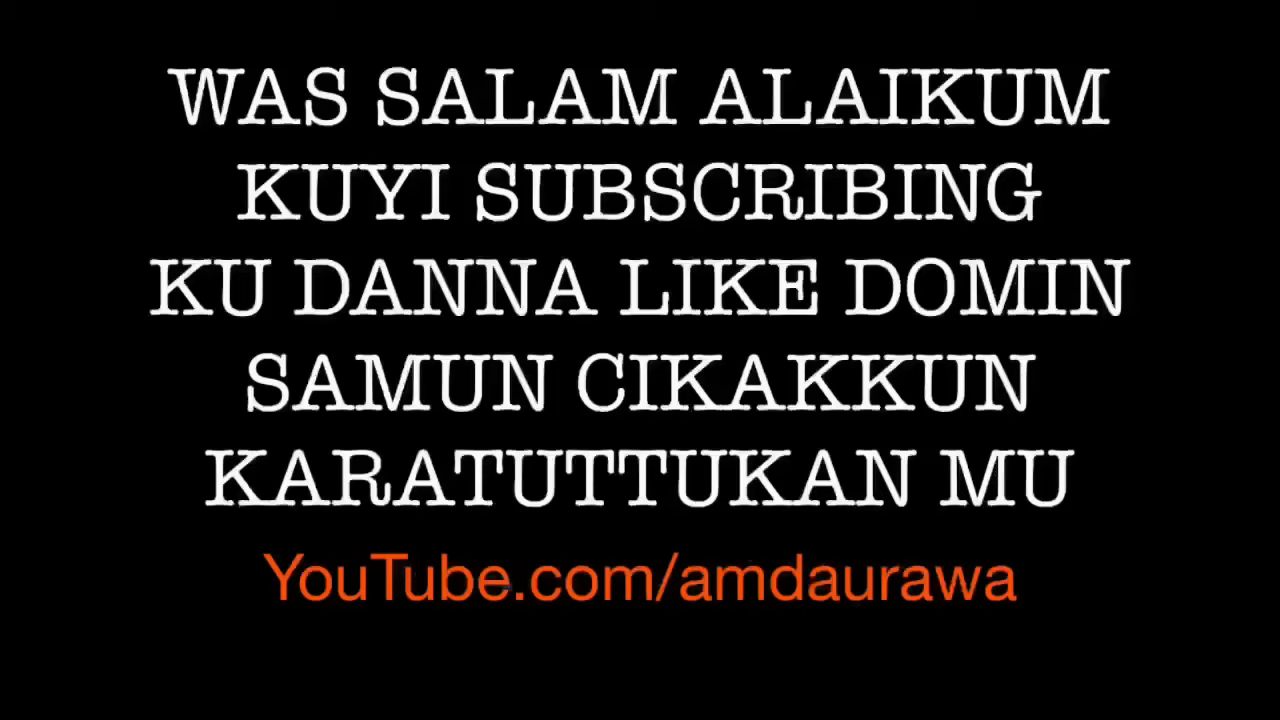 WAS SALAM ALAIKUM
KUYI SUBSCRIBING
KU DANNA LIKE DOMIN
SAMUN CIKAKKUN
KARATUTTUKAN MU
YouTube.com/amdaurawa